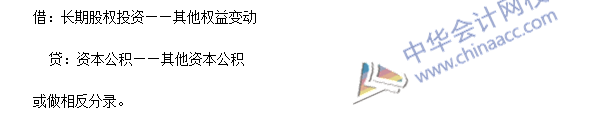 借：长期股权投资——其他权益变动
贷：资本公积——其他资本公积
或做相反分录。
中华会计网校
www.chinaacc.com